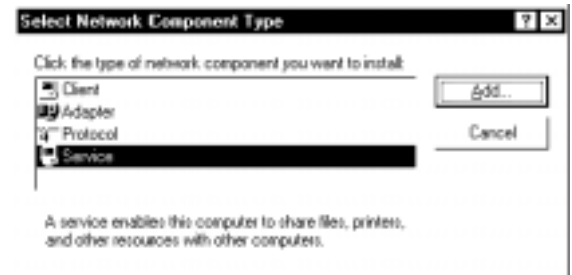 Select Network Component Type
Click the type of network component you want to install:
Client
Adapter
Protocol
Service
Add...
Cancel
A service enables this computer to share files, printers,
and other resources with other computers.